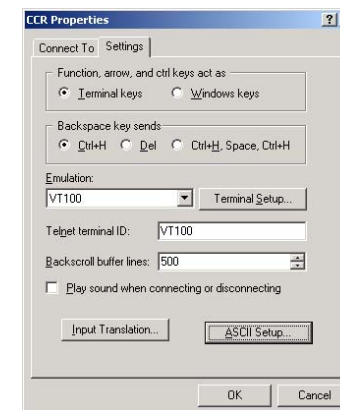 CCR Properties ?
Connect To Settings
Function, arrow, and ctrl keys act as
Terminal keys Windows keys
Backspace key sends
Ctrl+H Del Ctrl+H, Space, Ctrl+H
Emulation:
VT100 Terminal Setup...
Telnet terminal ID: VT100
Backscroll buffer lines: 500
Play sound when connecting or disconnecting
Input Translation... ASCII Setup...
OK Cancel